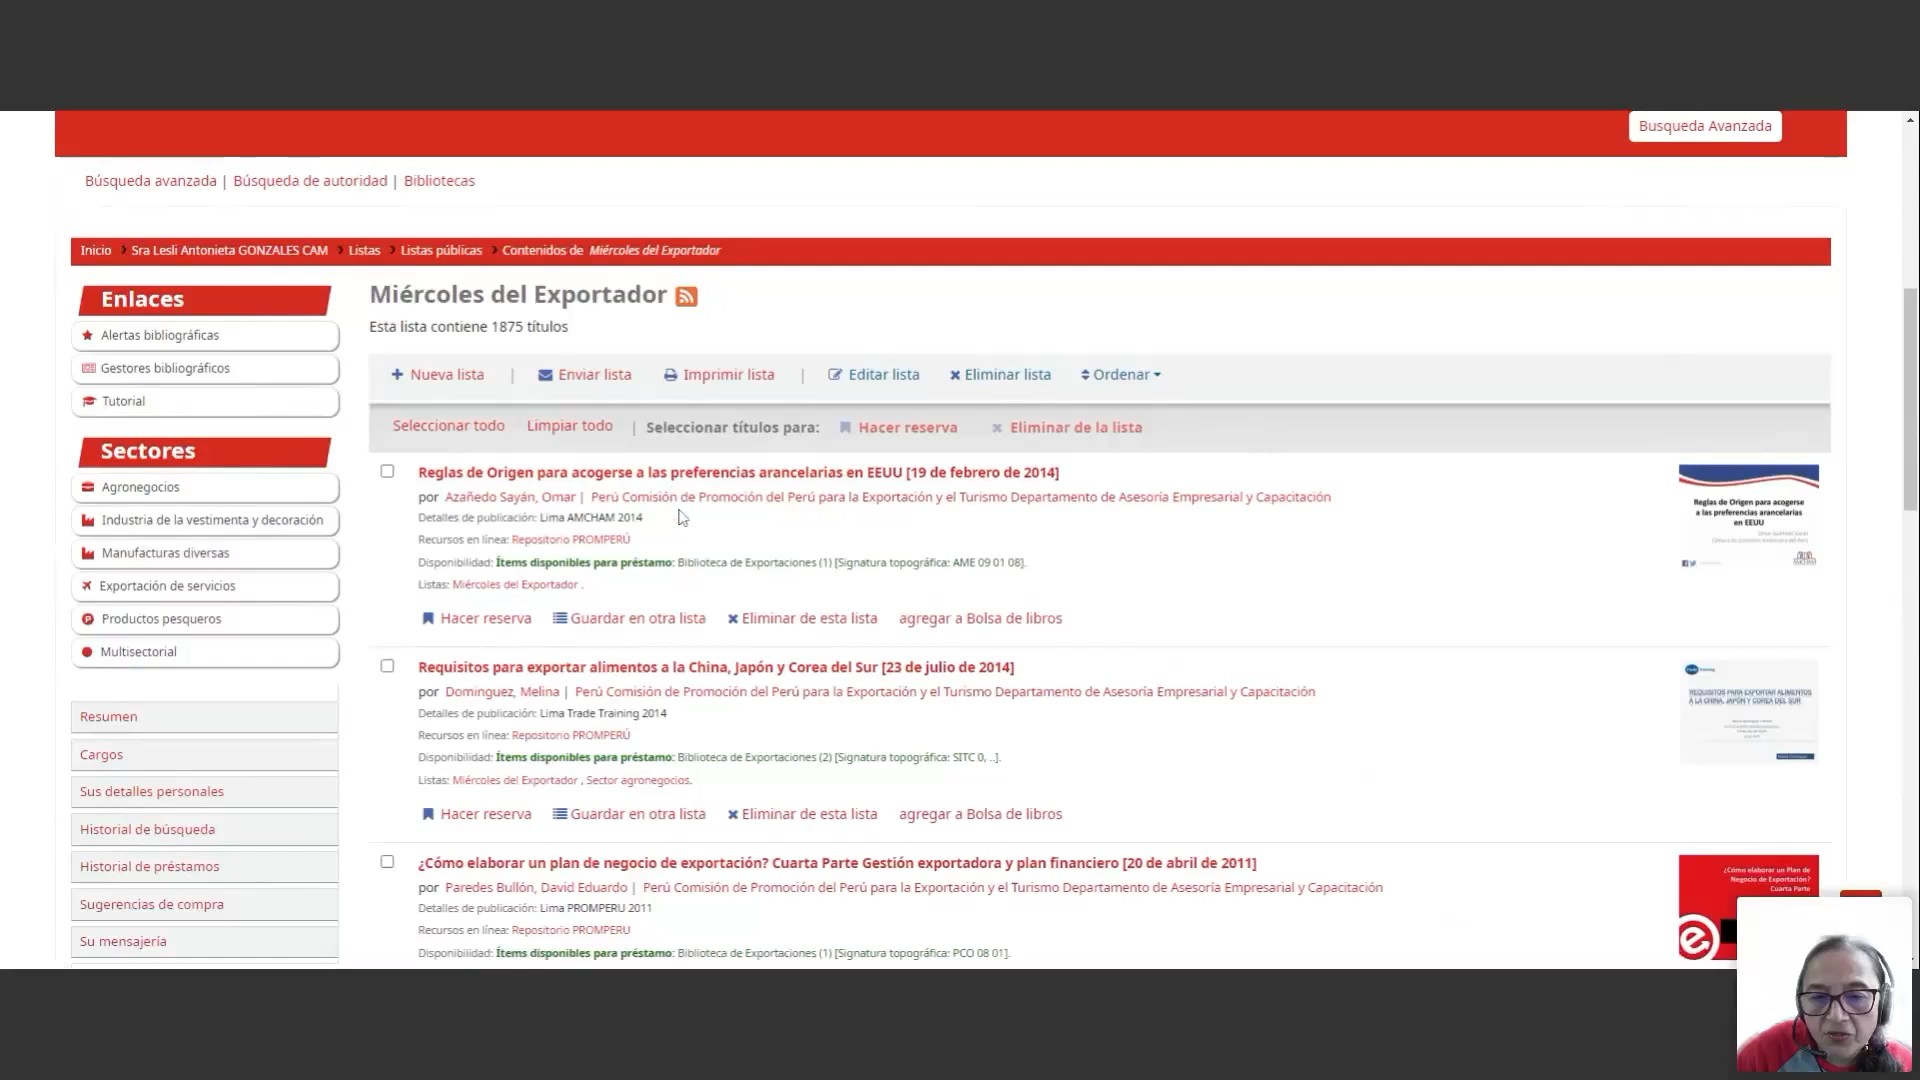 Busqueda Avanzada
Búsqueda avanzada | Búsqueda de autoridad | Bibliotecas
Inicio Sra Lesli Antonieta GONZALES CAM Listas Listas públicas Contenidos de Miércoles del Exportador
Enlaces
Alertas bibliográficas
Gestores bibliográficos
Tutorial
Sectores
Agronegocios
Industria de la vestimenta y decoración
Manufacturas diversas
Exportación de servicios
Productos pesqueros
Multisectorial
Resumen
Cargos
Sus detalles personales
Historial de búsqueda
Historial de préstamos
Sugerencias de compra
Su mensajería
Miércoles del Exportador
Esta lista contiene 1875 títulos
Nueva lista | Enviar lista Imprimir lista | Editar lista Eliminar lista Ordenar
Seleccionar todo Limpiar todo | Seleccionar títulos para: Hacer reserva Eliminar de la lista
Reglas de Origen para acogerse a las preferencias arancelarias en EEUU [19 de febrero de 2014]
por Azañedo Sayán, Omar | Perú Comisión de Promoción del Perú para la Exportación y el Turismo Departamento de Asesoría Empresarial y Capacitación
Detalles de publicación: Lima AMCHAM 2014
Recursos en línea: Repositorio PROMPERÚ
Disponibilidad: Ítems disponibles para préstamo: Biblioteca de Exportaciones (1) [Signatura topográfica: AME 09 01 08].
Listas: Miércoles del Exportador .
Hacer reserva Guardar en otra lista Eliminar de esta lista agregar a Bolsa de libros
Reglas de Origen para acogerse
a las preferencias arancelarias
en EEUU
Requisitos para exportar alimentos a la China, Japón y Corea del Sur [23 de julio de 2014]
por Dominguez, Melina | Perú Comisión de Promoción del Perú para la Exportación y el Turismo Departamento de Asesoría Empresarial y Capacitación
Detalles de publicación: Lima Trade Training 2014
Recursos en línea: Repositorio PROMPERÚ
Disponibilidad: Ítems disponibles para préstamo: Biblioteca de Exportaciones (2) [Signatura topográfica: SITC 0, ..].
Listas: Miércoles del Exportador , Sector agronegocios.
Hacer reserva Guardar en otra lista Eliminar de esta lista agregar a Bolsa de libros
REQUISITOS PARA EXPORTAR ALIMENTOS
A LA CHINA, JAPÓN Y COREA DEL SUR
¿Cómo elaborar un plan de negocio de exportación? Cuarta Parte Gestión exportadora y plan financiero [20 de abril de 2011]
por Paredes Bullón, David Eduardo | Perú Comisión de Promoción del Perú para la Exportación y el Turismo Departamento de Asesoría Empresarial y Capacitación
Detalles de publicación: Lima PROMPERU 2011
Recursos en línea: Repositorio PROMPERU
Disponibilidad: Ítems disponibles para préstamo: Biblioteca de Exportaciones (1) [Signatura topográfica: PCO 08 01].
¿Cómo elaborar un Plan de
Negocio de Exportación?
Cuarta Parte